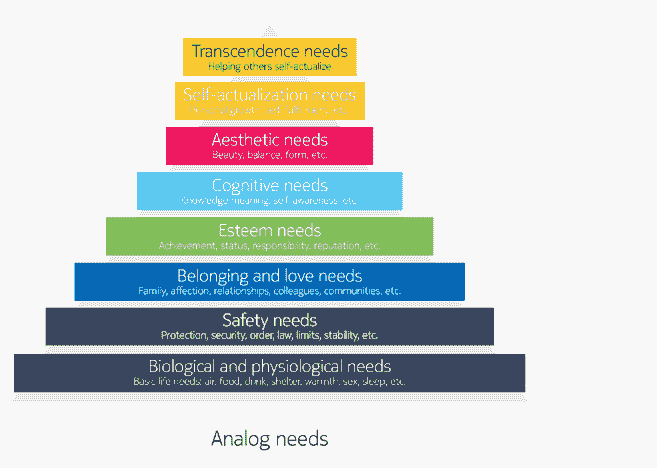 Transcendence needs
Helping others self-actualize
Self-actualization needs
Aesthetic needs
Beauty, balance, form, etc.
Cognitive needs
Knowledge meaning, self-awareness, etc.
Esteem needs
Achievement, status, responsibility, reputation, etc.
Belonging and love needs
Family, affection, relationships, colleagues, communities, etc.
Safety needs
Protection, security, order, law, limits, stability, etc.
Biological and physiological needs
Basic life needs: air, food, drink, shelter, warmth, sex, sleep, etc.
Analog needs